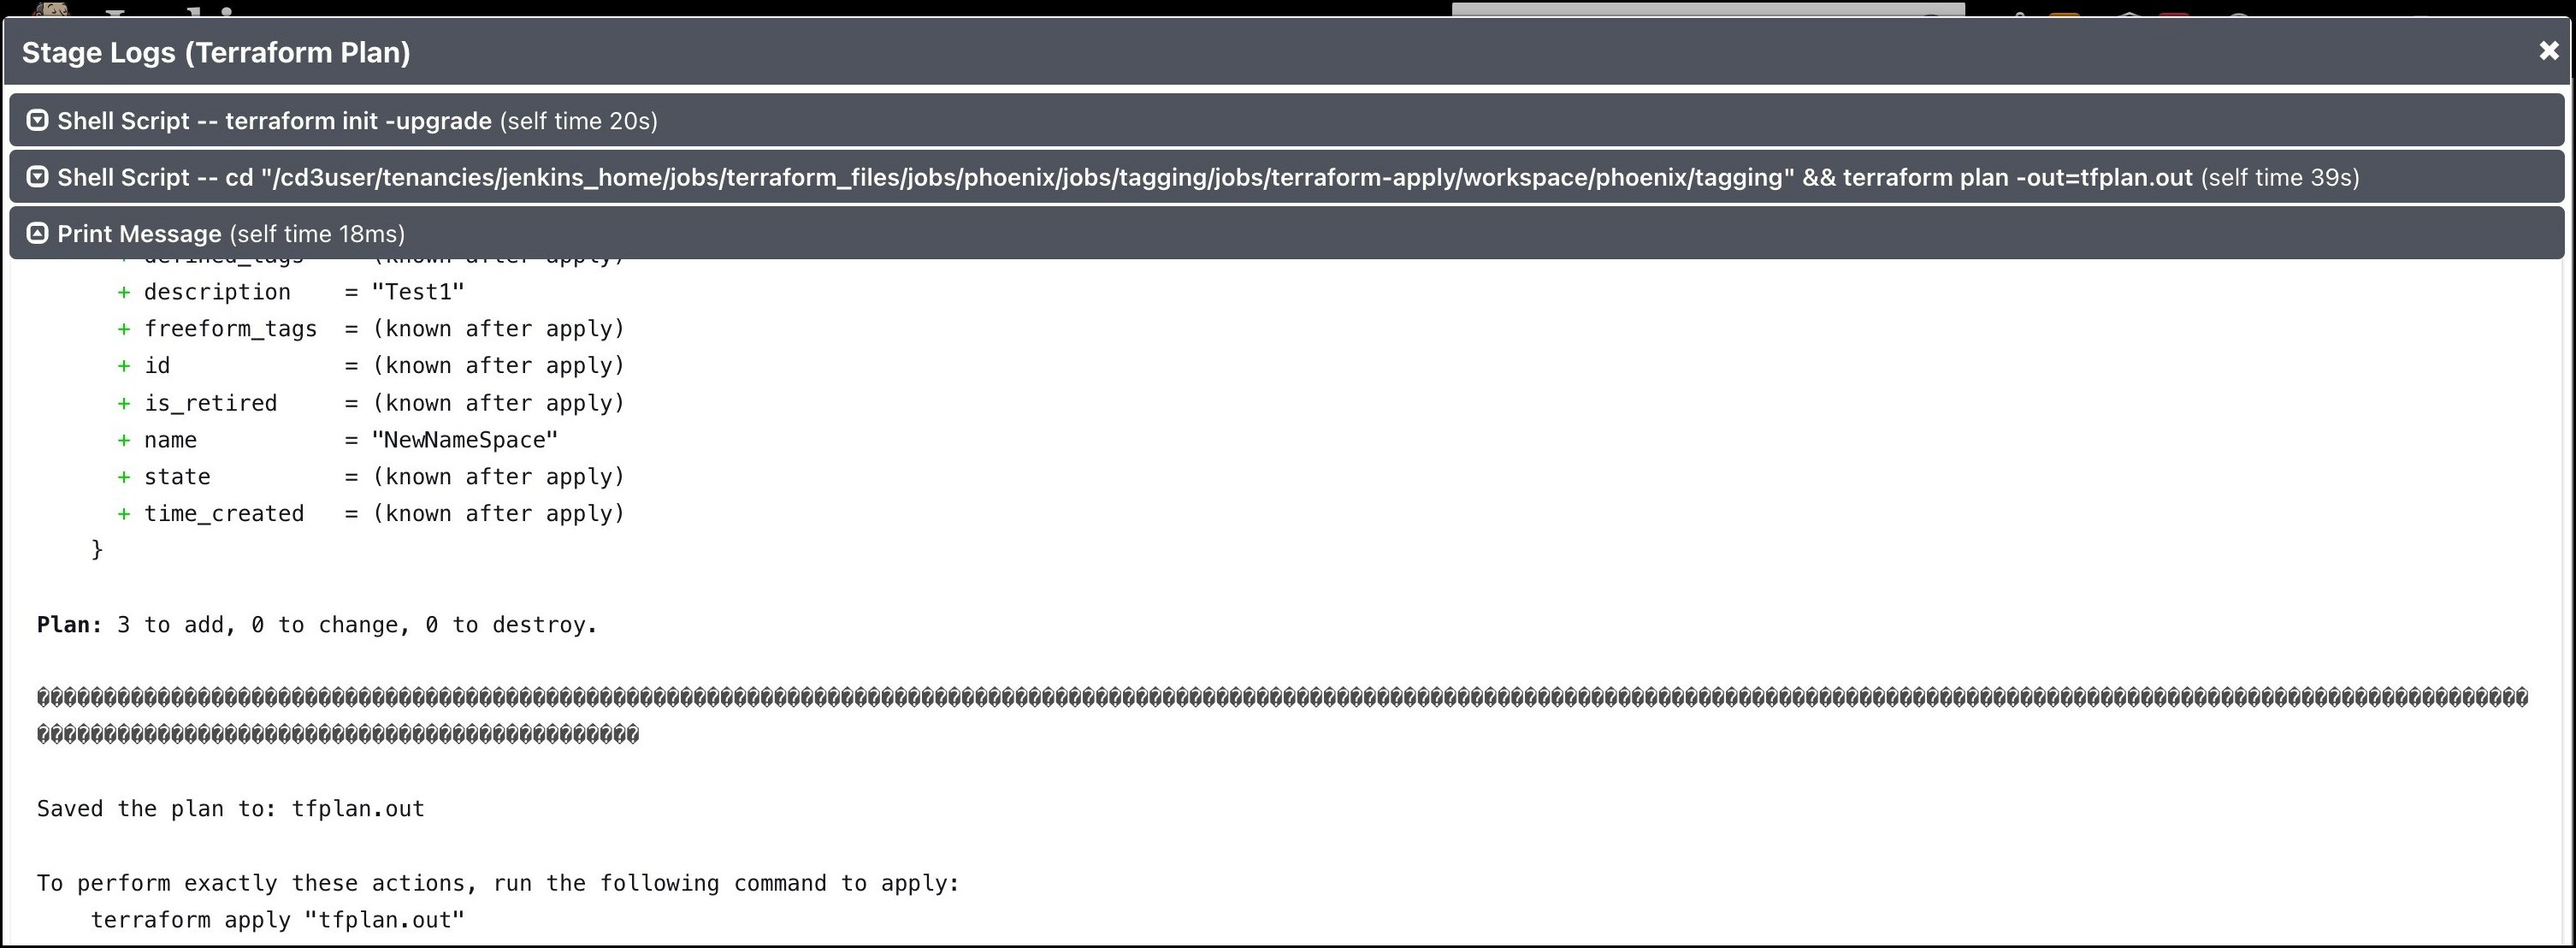 Stage Logs (Terraform Plan)
Shell Script -- terraform init -upgrade (self time 20s)
Shell Script -- cd "/cd3user/tenancies/jenkins_home/jobs/terraform_files/jobs/phoenix/jobs/tagging/jobs/terraform-apply/workspace/phoenix/tagging" && terraform plan -out=tfplan.out (self time 39s)
Print Message (self time 18ms)
+ defined_tags = (known after apply)
+ description = "Test1"
+ freeform_tags = (known after apply)
+ id = (known after apply)
+ is_retired = (known after apply)
+ name = "NewNameSpace"
+ state = (known after apply)
+ time_created = (known after apply)
}
Plan: 3 to add, 0 to change, 0 to destroy.
Saved the plan to: tfplan.out
To perform exactly these actions, run the following command to apply:
terraform apply "tfplan.out"